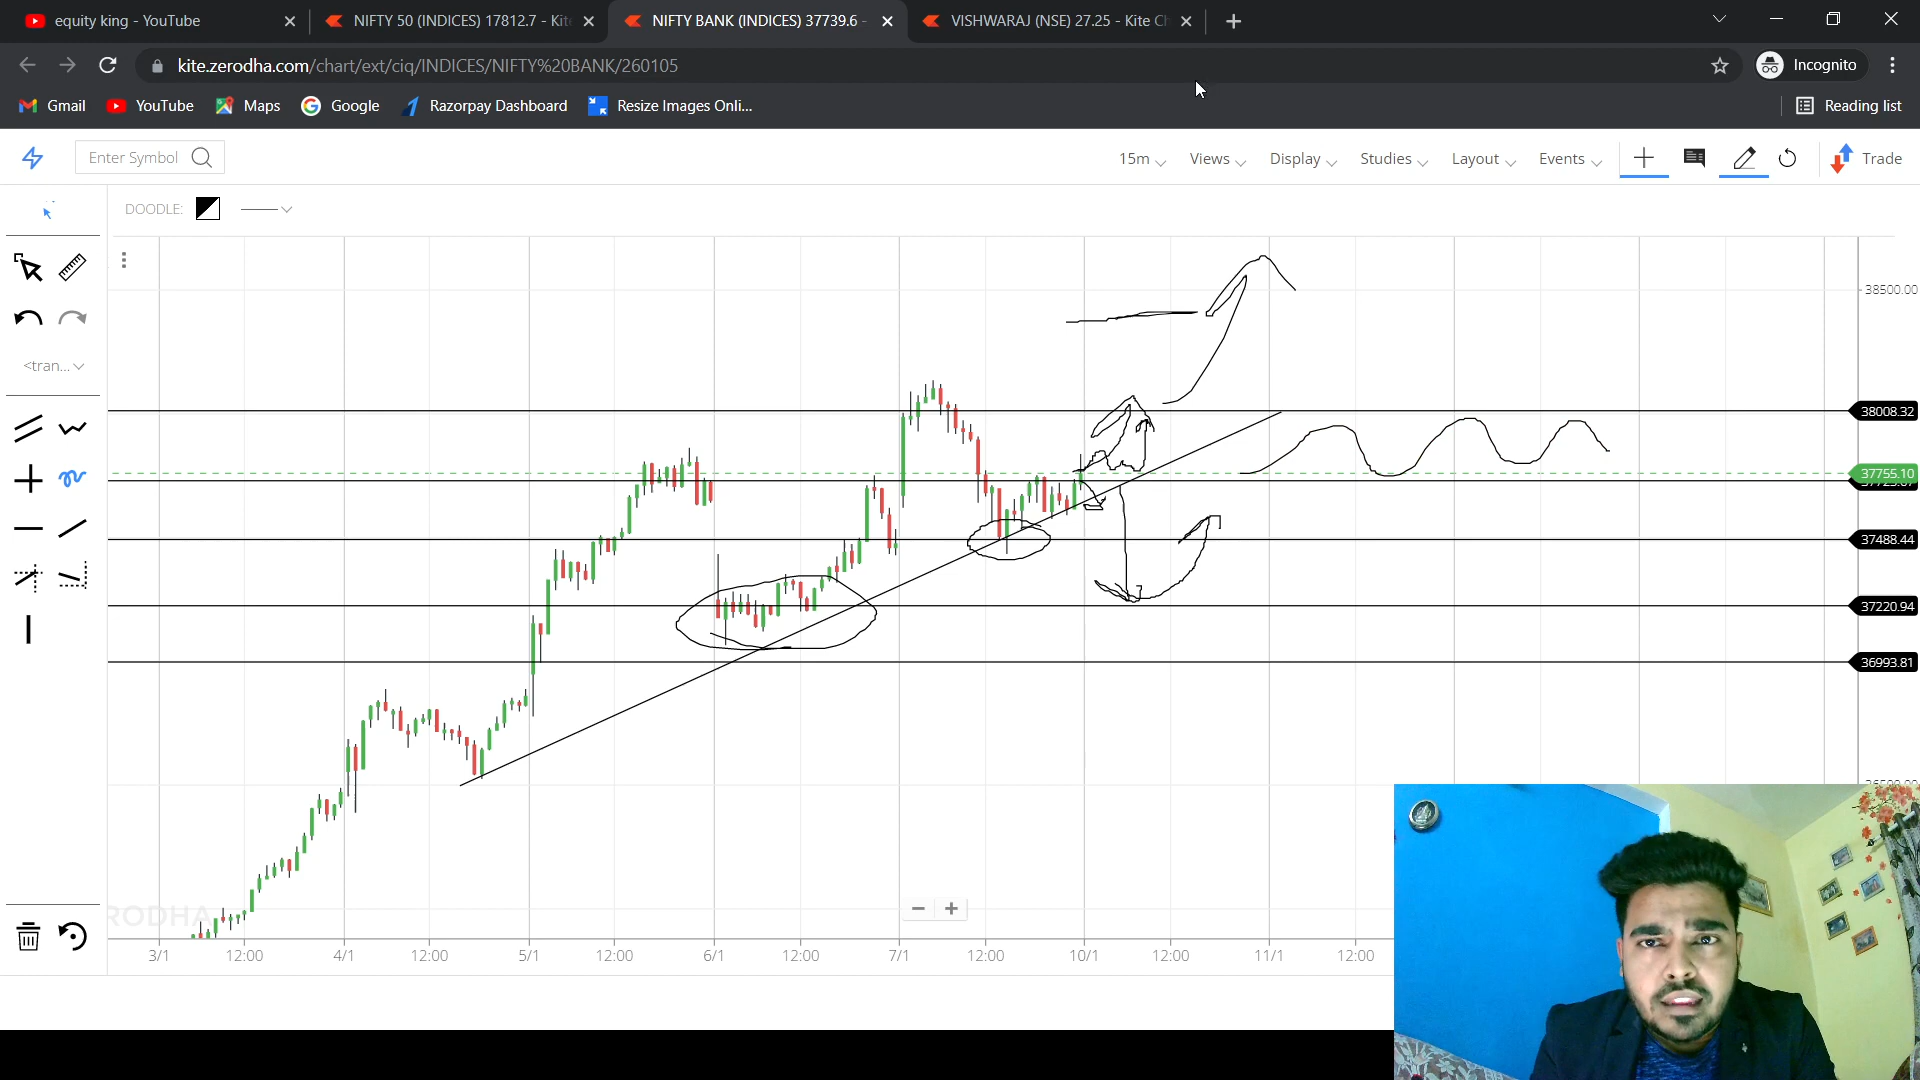 equity king - YouTube
NIFTY 50 (INDICES) 17812.7 - Kit
NIFTY BANK (INDICES) 37739.6 -
VISHWARAJ (NSE) 27.25 - Kite Ch
kite.zerodha.com/chart/ext/ciq/INDICES/NIFTY%20BANK/260105
Incognito
Gmail
YouTube
Maps
Google
Razorpay Dashboard
Resize Images Onli...
Reading list
Enter Symbol
15m
Views
Display
Studies
Layout
Events
Trade
DOODLE:
<tran...
38500.00
38008.32
37755.10
37488.44
37220.94
36993.81
RODHA
3/1 12:00 4/1 12:00 5/1 12:00 6/1 12:00 7/1 12:00 10/1 12:00 11/1 12:00